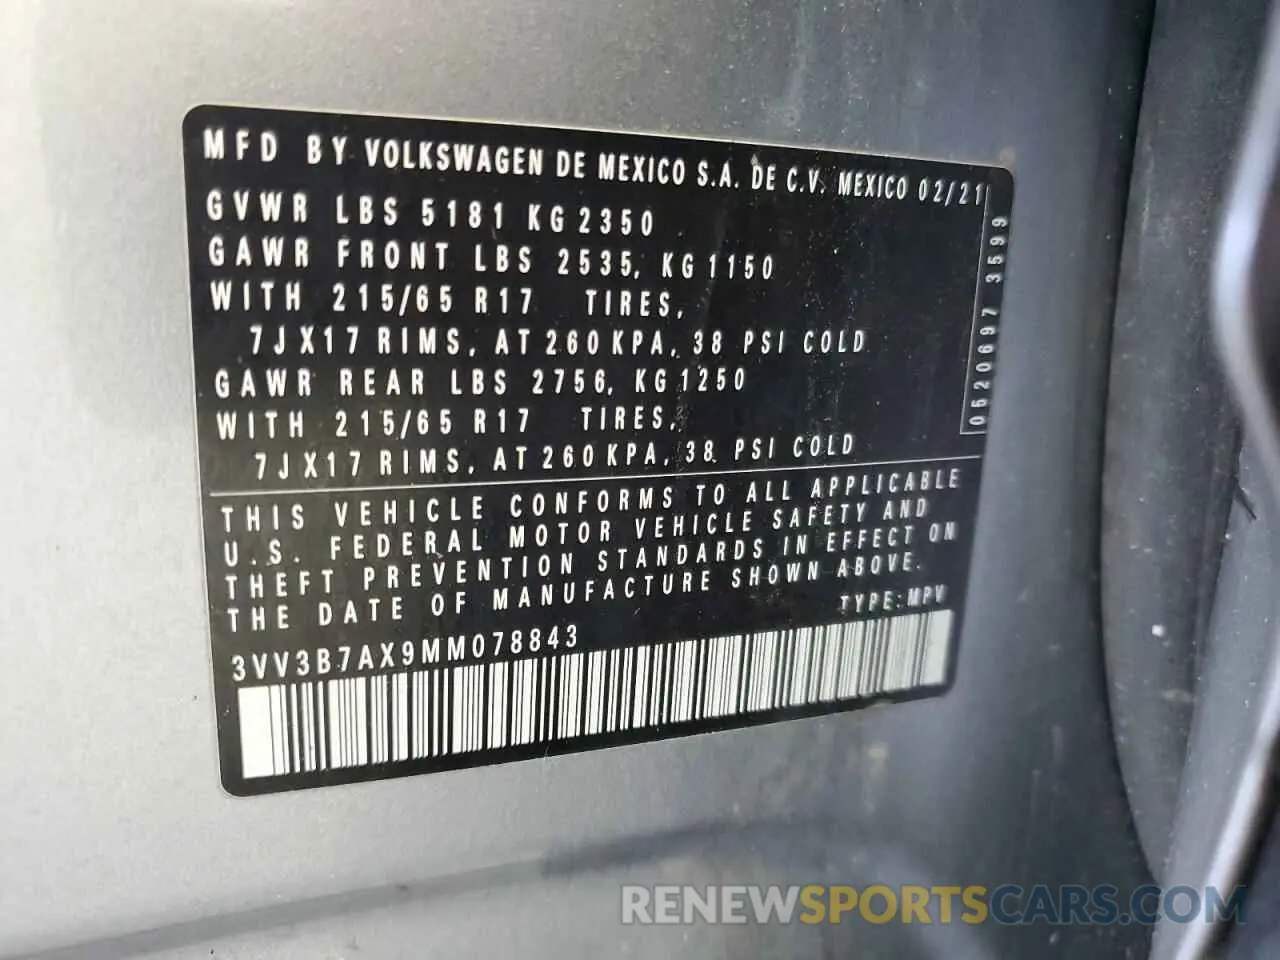 MFD BY VOLKSWAGEN DE MEXICO S.A. DE C.V. MEXICO 02/21
GVWR LBS 5181 KG 2350
GAWR FRONT LBS 2535, KG 1150
WITH 215/65 R17 TIRES,
7JX17 RIMS, AT 260 KPA, 38 PSI COLD
GAWR REAR LBS 2756, KG 1250
WITH 215/65 R17 TIRES,
7JX17 RIMS, AT 260 KPA, 38 PSI COLD
0620697 3599
THIS VEHICLE CONFORMS TO ALL APPLICABLE
U.S. FEDERAL MOTOR VEHICLE SAFETY AND
THEFT PREVENTION STANDARDS IN EFFECT ON
THE DATE OF MANUFACTURE SHOWN ABOVE.
TYPE: MPV
3VV3B7AX9MM078843
RENEWSPORTSCARS.COM